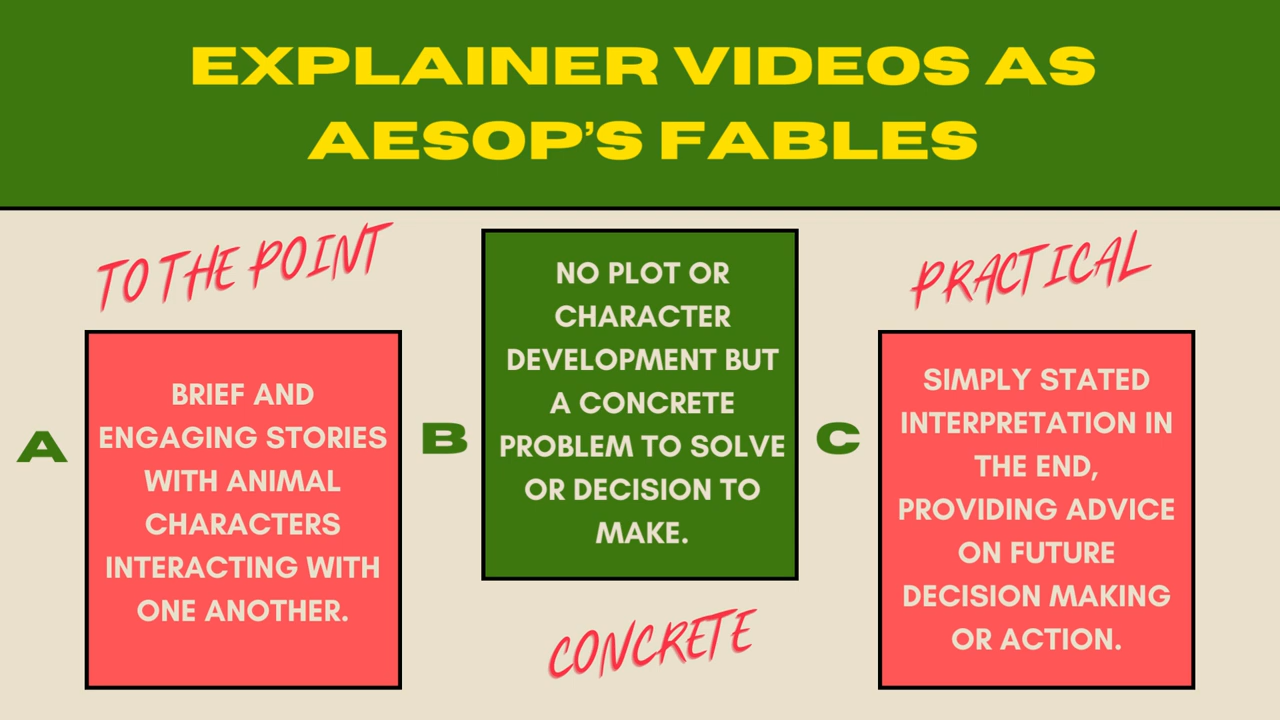 EXPLAINER VIDEOS AS
AESOP'S FABLES
TO THE POINT
A
BRIEF AND
ENGAGING STORIES
WITH ANIMAL
CHARACTERS
INTERACTING WITH
ONE ANOTHER.
B
NO PLOT OR
CHARACTER
DEVELOPMENT BUT
A CONCRETE
PROBLEM TO SOLVE
OR DECISION TO
MAKE.
CONCRETE
PRACTICAL
C
SIMPLY STATED
INTERPRETATION IN
THE END,
PROVIDING ADVICE
ON FUTURE
DECISION MAKING
OR ACTION.